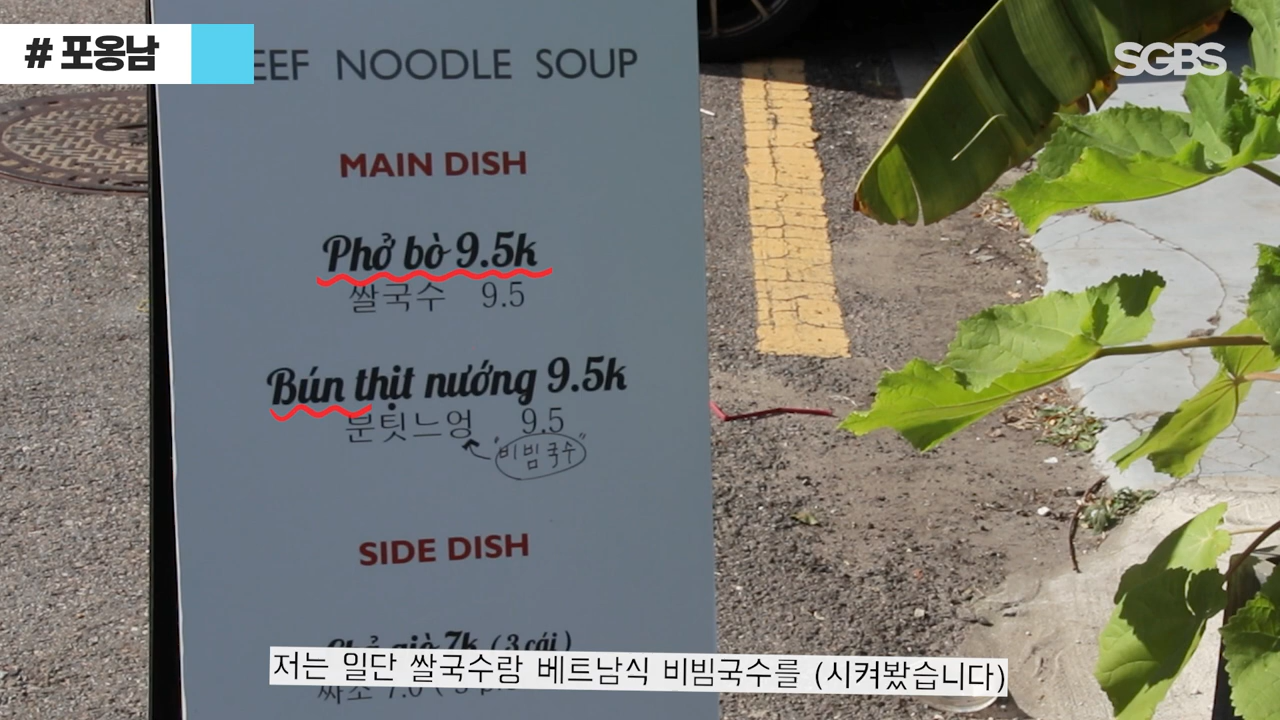 # 포옹남
SGBS
EEF NOODLE SOUP
MAIN DISH
Phở bò 9.5k
쌀국수 9.5
Bún thịt nướng 9.5k
분팃느엉 9.5
"비빔국수"
SIDE DISH
Chả giò 7k (3 cái)
저는 일단 쌀국수랑 베트남식 비빔국수를 (시켜봤습니다)